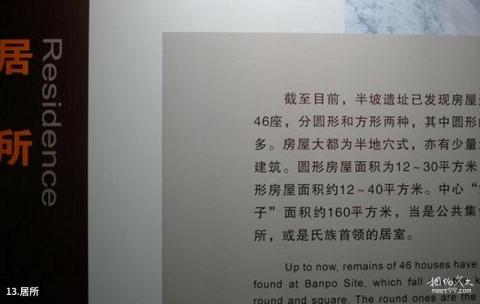 居所
Residence
截至目前，半坡遗址已发现房屋
46座，分圆形和方形两种，其中圆形
多。房屋大都为半地穴式，亦有少量
建筑。圆形房屋面积为12～30平方米
形房屋面积约12～40平方米。中心“
子”面积约160平方米，当是公共集
所，或是氏族首领的居室。
Up to now, remains of 46 houses have
found at Banpo Site, which fall
round and square. The round ones are the
13.居所
meet99.com